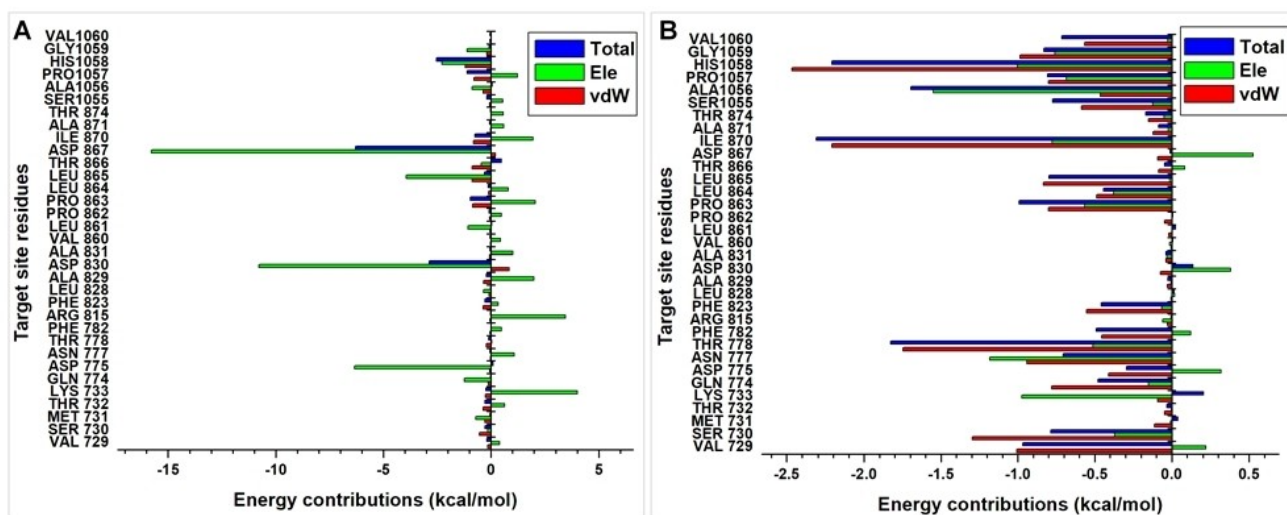 A
Target site residues
VAL1060
GLY1059
HIS1058
PRO1057
ALA1056
SER1055
THR 874
ALA 871
ILE 870
ASP 867
THR 866
LEU 865
LEU 864
PRO 863
PRO 862
LEU 861
VAL 860
ALA 831
ASP 830
ALA 829
LEU 828
PHE 823
ARG 815
PHE 782
THR 778
ASN 777
ASP 775
GLN 774
LYS 733
THR 732
MET 731
SER 730
VAL 729
Total
Ele
vdW
-15 -10 -5 0 5
Energy contributions (kcal/mol)
B
Target site residues
VAL1060
GLY1059
HIS1058
PRO1057
ALA1056
SER1055
THR 874
ALA 871
ILE 870
ASP 867
THR 866
LEU 865
LEU 864
PRO 863
PRO 862
LEU 861
VAL 860
ALA 831
ASP 830
ALA 829
LEU 828
PHE 823
ARG 815
PHE 782
THR 778
ASN 777
ASP 775
GLN 774
LYS 733
THR 732
MET 731
SER 730
VAL 729
Total
Ele
vdW
-2.5 -2.0 -1.5 -1.0 -0.5 0.0 0.5
Energy contributions (kcal/mol)